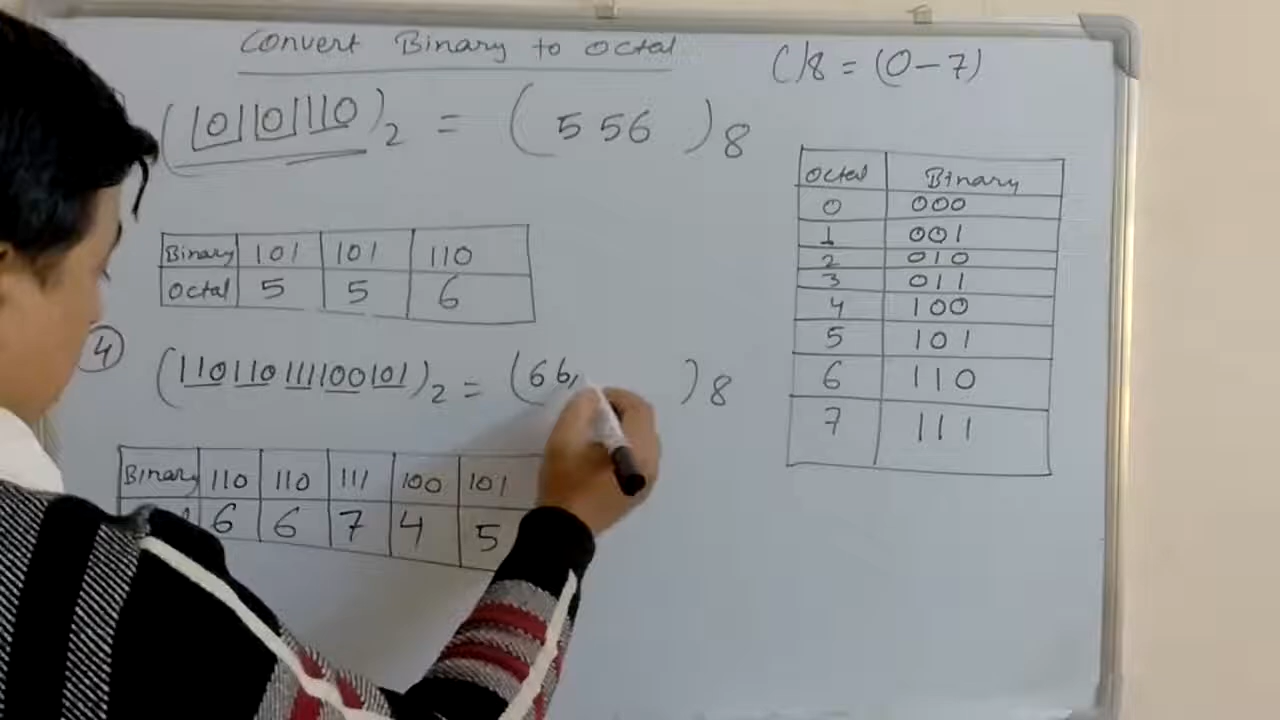 Convert Binary to Octal
(101101110)2 = (556)8
Binary 101 101 110
Octal 5 5 6
4
(110110111100101)2 = (66 )8
Binary 110 110 111 100 101
6 6 7 4 5
( )8 = (0-7)
Octal Binary
0 000
1 001
2 010
3 011
4 100
5 101
6 110
7 111